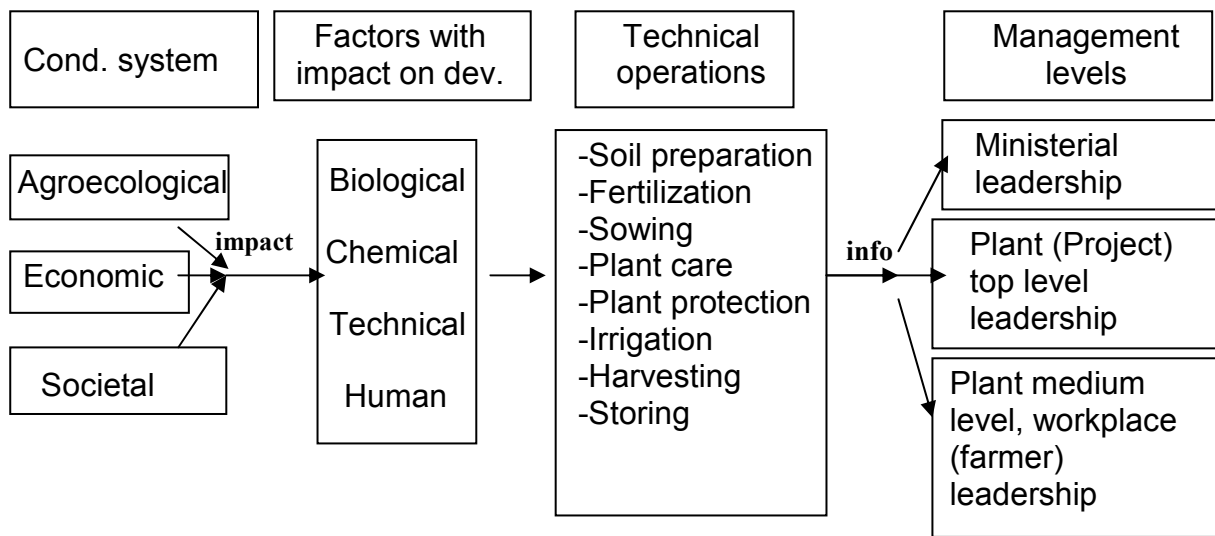 Cond. system
Factors with
impact on dev.
Technical
operations
Management
levels
Agroecological
Economic
Societal
impact
Biological
Chemical
Technical
Human
-Soil preparation
-Fertilization
-Sowing
-Plant care
-Plant protection
-Irrigation
-Harvesting
-Storing
info
Ministerial
leadership
Plant (Project)
top level
leadership
Plant medium
level, workplace
(farmer)
leadership